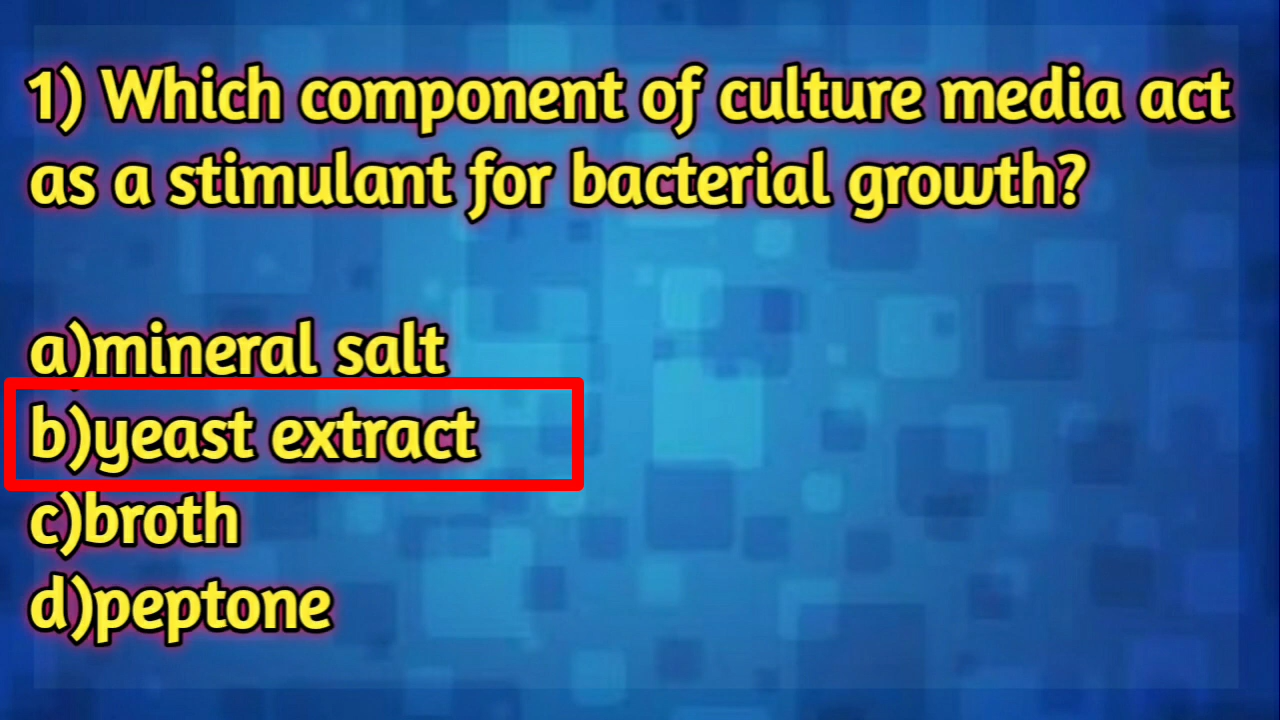 1) Which component of culture media act
as a stimulant for bacterial growth?
a)mineral salt
b)yeast extract
c)broth
d)peptone